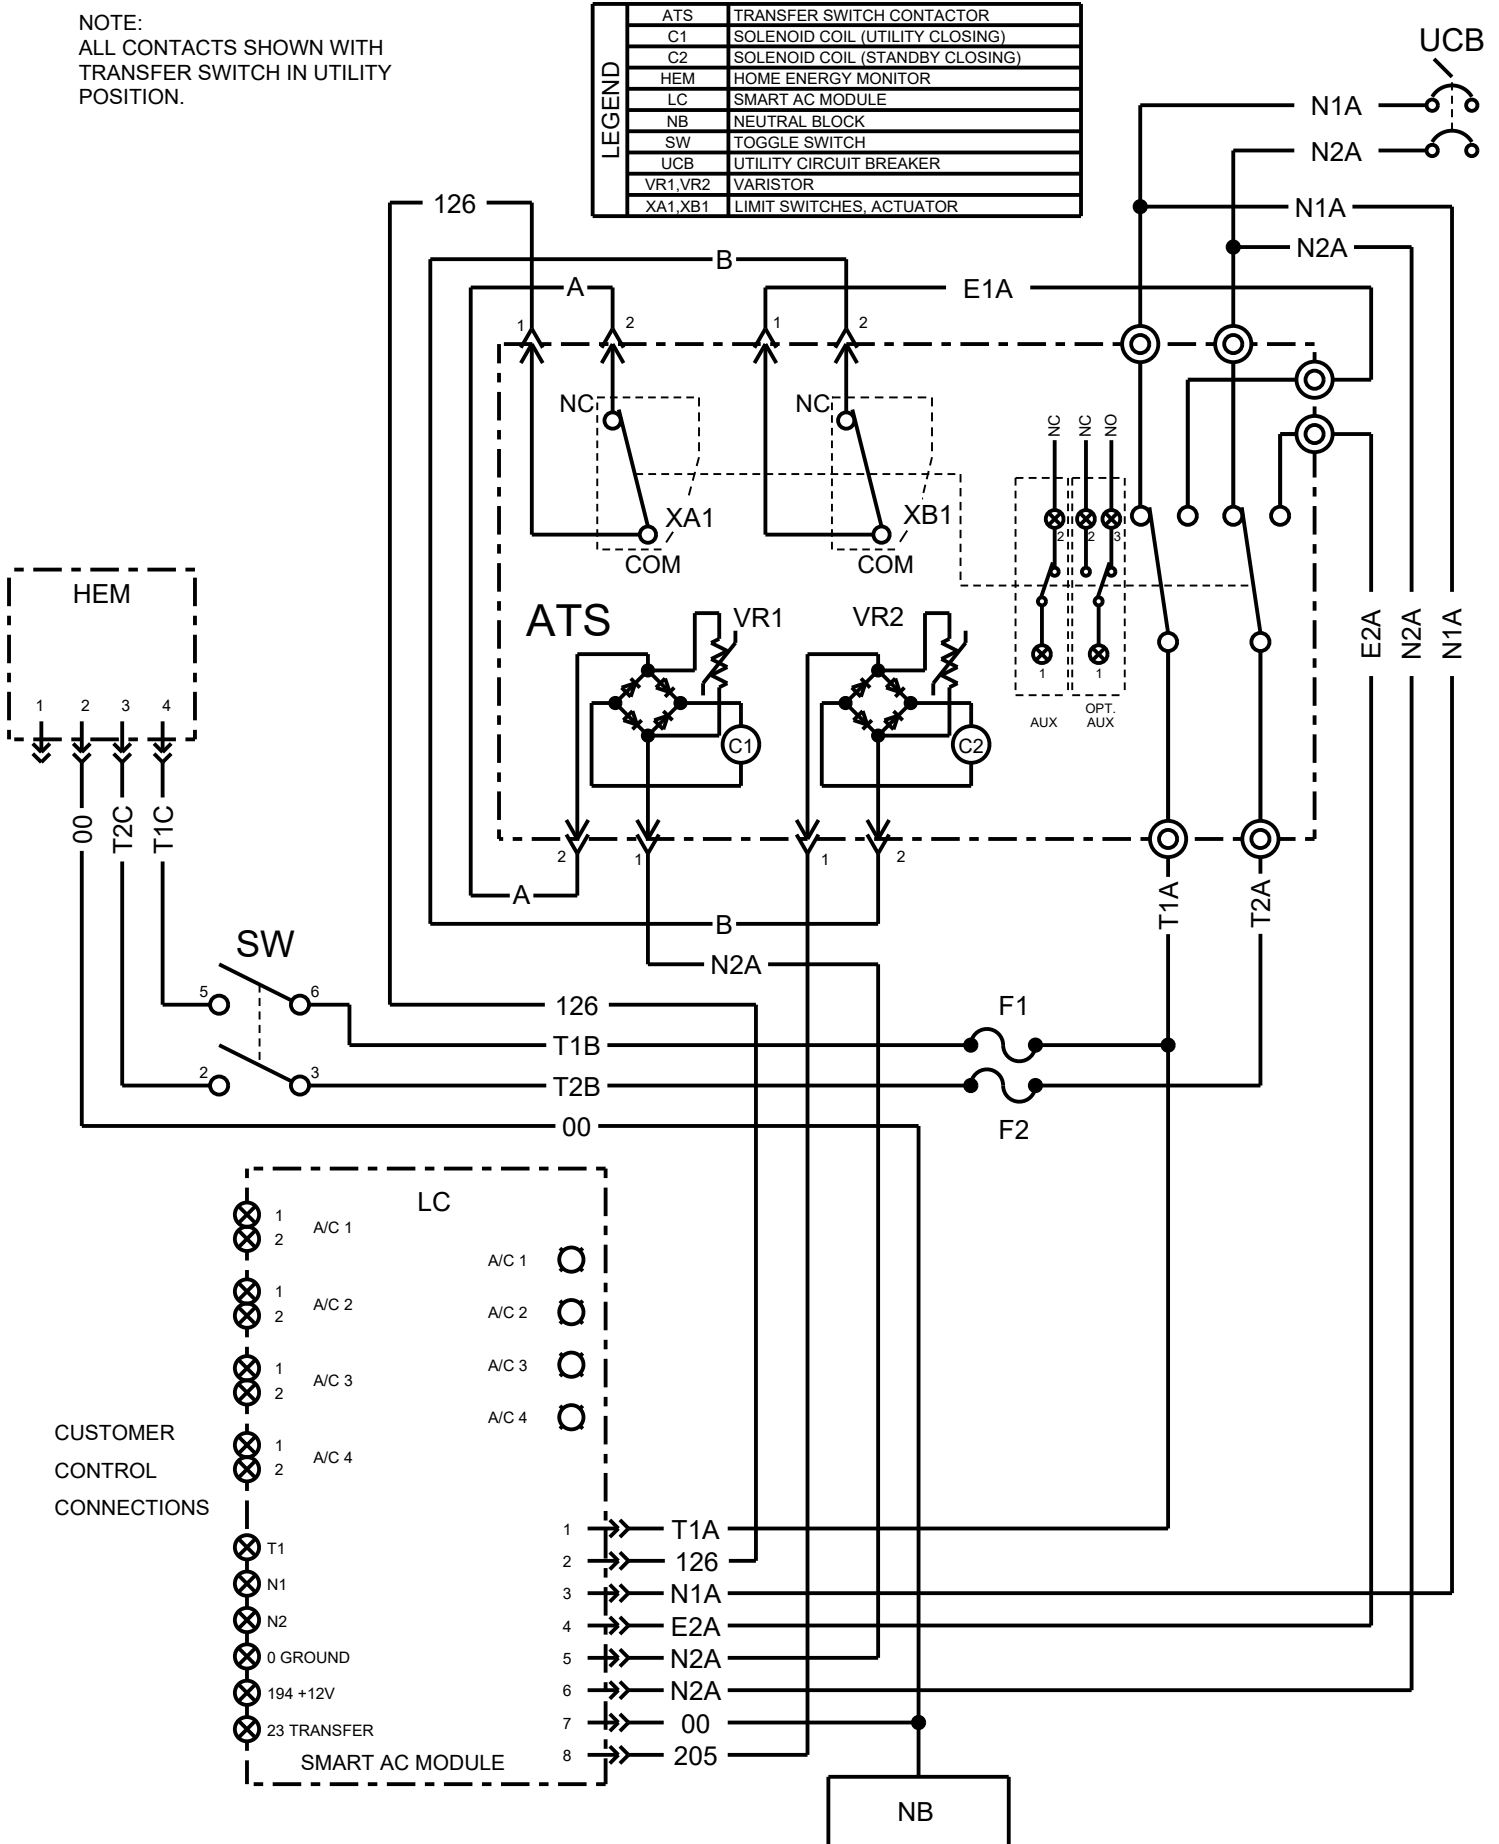 NOTE:
ALL CONTACTS SHOWN WITH
TRANSFER SWITCH IN UTILITY
POSITION.
LEGEND
ATS TRANSFER SWITCH CONTACTOR
C1 SOLENOID COIL (UTILITY CLOSING)
C2 SOLENOID COIL (STANDBY CLOSING)
HEM HOME ENERGY MONITOR
LC SMART AC MODULE
NB NEUTRAL BLOCK
SW TOGGLE SWITCH
UCB UTILITY CIRCUIT BREAKER
VR1,VR2 VARISTOR
XA1,XB1 LIMIT SWITCHES, ACTUATOR
UCB
N1A
N2A
126
N1A
N2A
B
A
E1A
1
2
1
2
NC
NC
NC
NC
NO
XA1
XB1
2
2
3
COM
COM
HEM
ATS
VR1
VR2
E2A
N2A
N1A
1
1
1 2 3 4
AUX
OPT.
AUX
C1
C2
00
T2C
T1C
2
1
1
2
A
T1A
T2A
B
SW
N2A
5
6
126
F1
T1B
2
3
T2B
00
F2
LC
1
2
A/C 1
A/C 1
1
2
A/C 2
A/C 2
1
2
A/C 3
A/C 3
A/C 4
CUSTOMER
CONTROL
CONNECTIONS
1
2
A/C 4
T1
N1
N2
0 GROUND
194 +12V
23 TRANSFER
SMART AC MODULE
1 T1A
2 126
3 N1A
4 E2A
5 N2A
6 N2A
7 00
8 205
NB